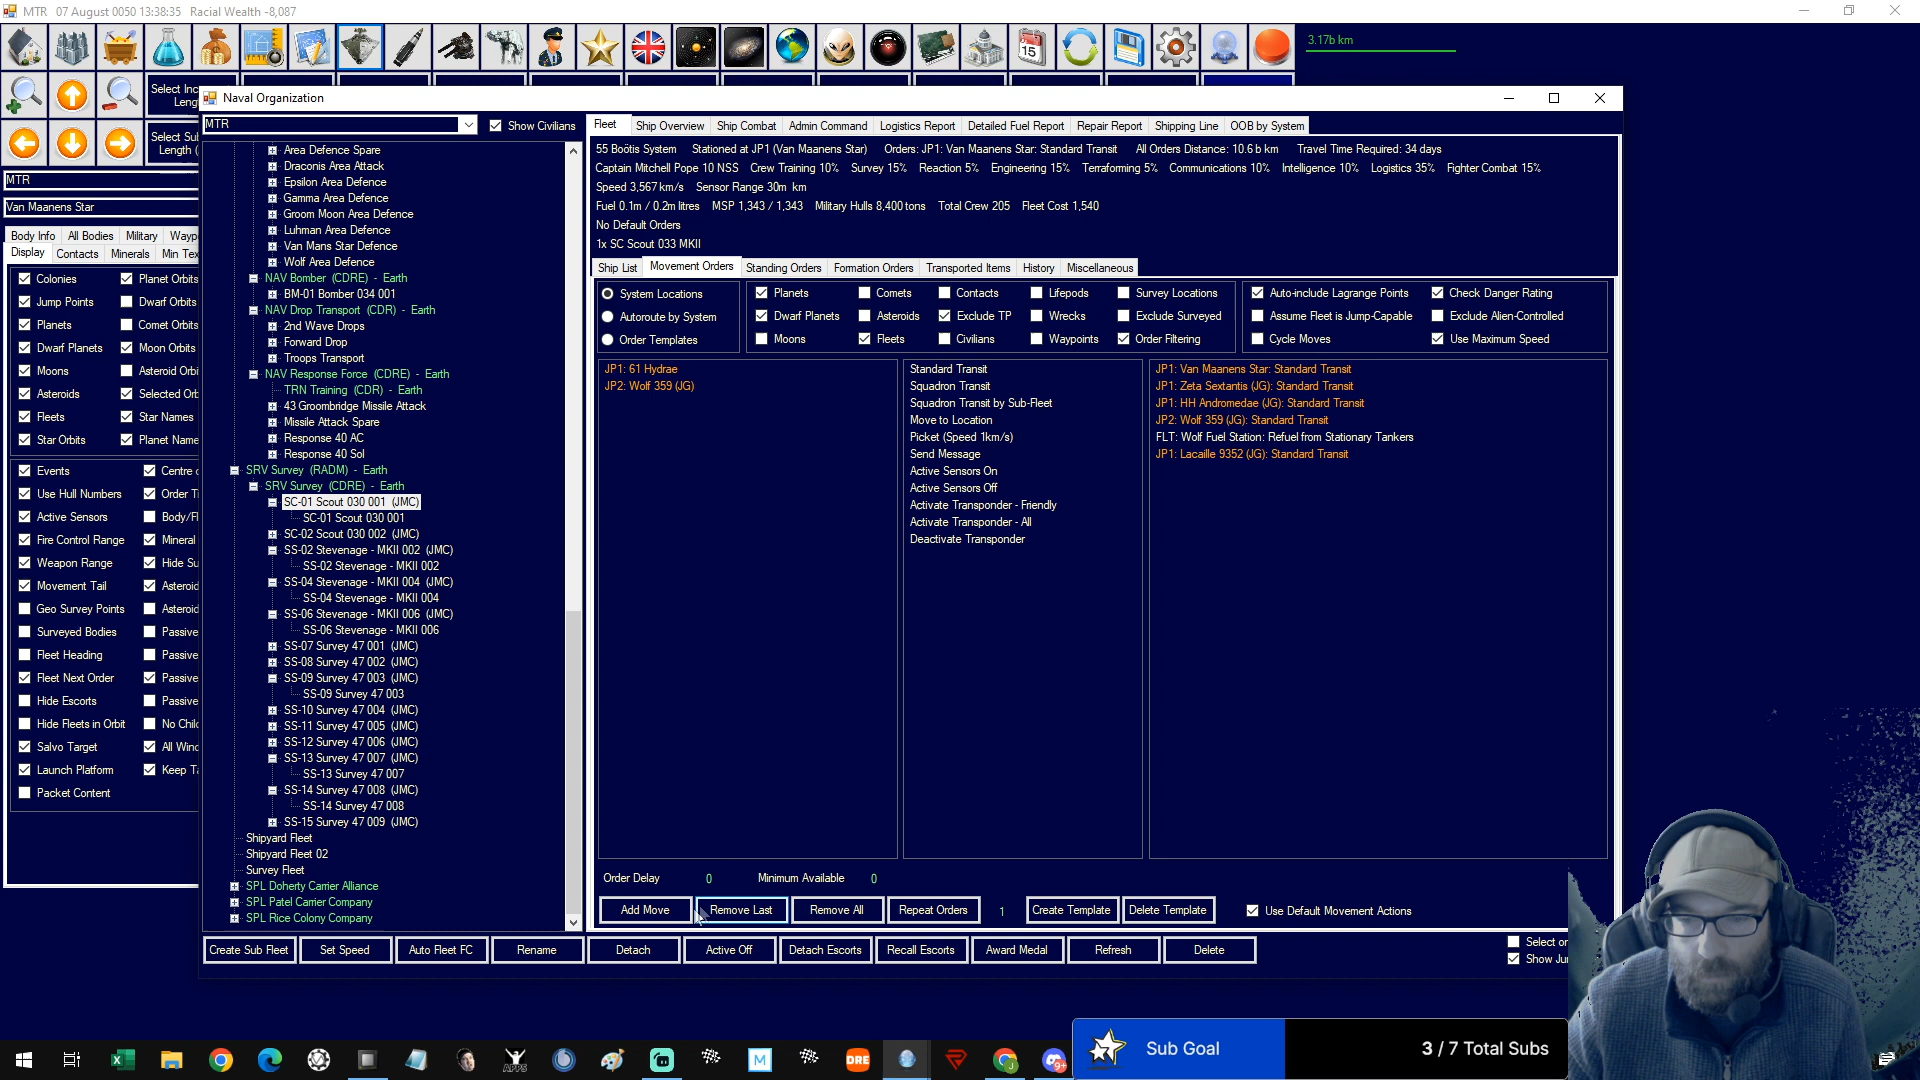 MTR 07 August 0050 13:38:35 Racial Wealth -8,087
3.17b km
MTR
Van Maanens Star
Body Info All Bodies Military
Display Contacts Minerals
Colonies Planet Orbits
Jump Points Dwarf Orbits
Planets Comet Orbits
Dwarf Planets Moon Orbits
Moons
Asteroids
Fleets Star Names
Star Orbits
Events
Use Hull Numbers
Active Sensors
Fire Control Range
Weapon Range
Movement Tail
Geo Survey Points
Surveyed Bodies
Fleet Heading
Fleet Next Order
Hide Escorts
Hide Fleets in Orbit
Salvo Target
Launch Platform
Packet Content
Naval Organization
MTR Show Civilians
Area Defence Spare
Draconis Area Attack
Epsilon Area Defence
Gamma Area Defence
Groom Moon Area Defence
Luhman Area Defence
Van Mans Star Defence
Wolf Area Defence
NAV Bomber (CDRE) - Earth
BM-01 Bomber 034 001
NAV Drop Transport (CDR) - Earth
2nd Wave Drops
Forward Drop
Troops Transport
NAV Response Force (CDRE) - Earth
TRN Training (CDR) - Earth
43 Groombridge Missile Attack
Missile Attack Spare
Response 40 AC
Response 40 Sol
SRV Survey (RADM) - Earth
SRV Survey (CDRE) - Earth
SC-01 Scout 030 001 (JMC)
SC-01 Scout 030 001
SC-02 Scout 030 002 (JMC)
SS-02 Stevenage - MKII 002 (JMC)
SS-02 Stevenage - MKII 002
SS-04 Stevenage - MKII 004 (JMC)
SS-04 Stevenage - MKII 004
SS-06 Stevenage - MKII 006 (JMC)
SS-06 Stevenage - MKII 006
SS-07 Survey 47 001 (JMC)
SS-08 Survey 47 002 (JMC)
SS-09 Survey 47 003 (JMC)
SS-09 Survey 47 003
SS-10 Survey 47 004 (JMC)
SS-11 Survey 47 005 (JMC)
SS-12 Survey 47 006 (JMC)
SS-13 Survey 47 007 (JMC)
SS-13 Survey 47 007
SS-14 Survey 47 008 (JMC)
SS-14 Survey 47 008
SS-15 Survey 47 009 (JMC)
Shipyard Fleet
Shipyard Fleet 02
Survey Fleet
SPL Doherty Carrier Alliance
SPL Patel Carrier Company
SPL Rice Colony Company
Fleet Ship Overview Ship Combat Admin Command Logistics Report Detailed Fuel Report Repair Report Shipping Line OOB by System
55 Boötis System Stationed at JP1 (Van Maanens Star) Orders: JP1: Van Maanens Star: Standard Transit All Orders Distance: 10.6 b km Travel Time Required: 34 days
Captain Mitchell Pope 10 NSS Crew Training 10% Survey 15% Reaction 5% Engineering 15% Terraforming 5% Communications 10% Intelligence 10% Logistics 35% Fighter Combat 15%
Speed 3,567 km/s Sensor Range 30m km
Fuel 0.1m / 0.2m litres MSP 1,343 / 1,343 Military Hulls 8,400 tons Total Crew 205 Fleet Cost 1,540
No Default Orders
1x SC Scout 033 MKII
Ship List Movement Orders Standing Orders Formation Orders Transported Items History Miscellaneous
System Locations Planets Comets Contacts Lifepods Survey Locations Auto-include Lagrange Points Check Danger Rating
Autoroute by System Dwarf Planets Asteroids Exclude TP Wrecks Exclude Surveyed Assume Fleet is Jump-Capable Exclude Alien-Controlled
Order Templates Moons Fleets Civilians Waypoints Order Filtering Cycle Moves Use Maximum Speed
JP1: 61 Hydrae
JP2: Wolf 359 (JG)
Standard Transit
Squadron Transit
Squadron Transit by Sub-Fleet
Move to Location
Picket (Speed 1km/s)
Send Message
Active Sensors On
Active Sensors Off
Activate Transponder - Friendly
Activate Transponder - All
Deactivate Transponder
JP1: Van Maanens Star: Standard Transit
JP1: Zeta Sextantis (JG): Standard Transit
JP1: HH Andromedae (JG): Standard Transit
JP2: Wolf 359 (JG): Standard Transit
FLT: Wolf Fuel Station: Refuel from Stationary Tankers
JP1: Lacaille 9352 (JG): Standard Transit
Order Delay 0 Minimum Available 0
Add Move Remove Last Remove All Repeat Orders 1 Create Template Delete Template Use Default Movement Actions
Create Sub Fleet Set Speed Auto Fleet FC Rename Detach Active Off Detach Escorts Recall Escorts Award Medal Refresh Delete
Select
Show
Sub Goal 3 / 7 Total Subs